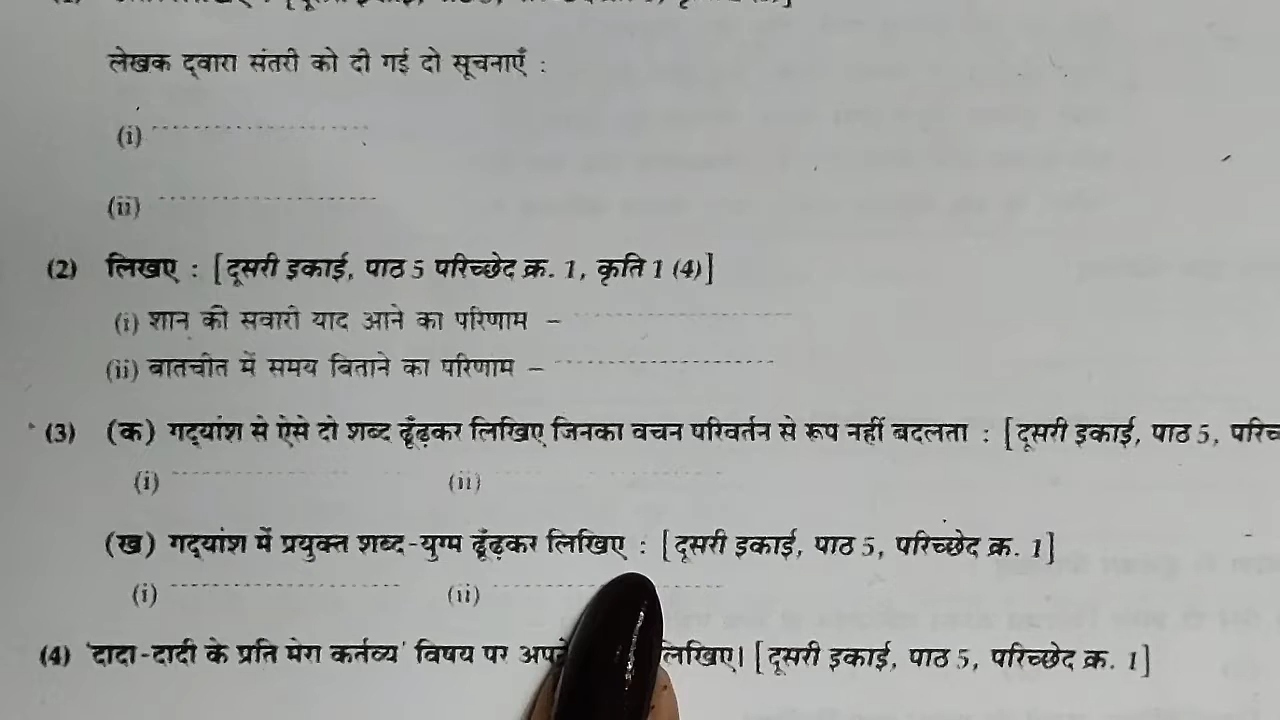 लेखक द्‌वारा संतरी को दी गई दो सूचनाएँ :
(i)
(ii)
(2) लिखए : [दूसरी इकाई, पाठ 5 परिच्छेद क्र. 1, कृति 1 (4)]
(i) शान की सवारी याद आने का परिणाम –
(ii) बातचीत में समय बिताने का परिणाम –
(3) (क) गद्‌यांश से ऐसे दो शब्द ढूँढ़कर लिखिए जिनका वचन परिवर्तन से रूप नहीं बदलता : [दूसरी इकाई, पाठ 5,
(i) (ii)
(ख) गद्‌यांश में प्रयुक्त शब्द-युग्म ढूँढ़कर लिखिए : [दूसरी इकाई, पाठ 5, परिच्छेद क्र. 1]
(i) (ii)
(4) 'दादा-दादी के प्रति मेरा कर्तव्य' विषय पर लिखिए। [दूसरी इकाई, पाठ 5, परिच्छेद क्र. 1]